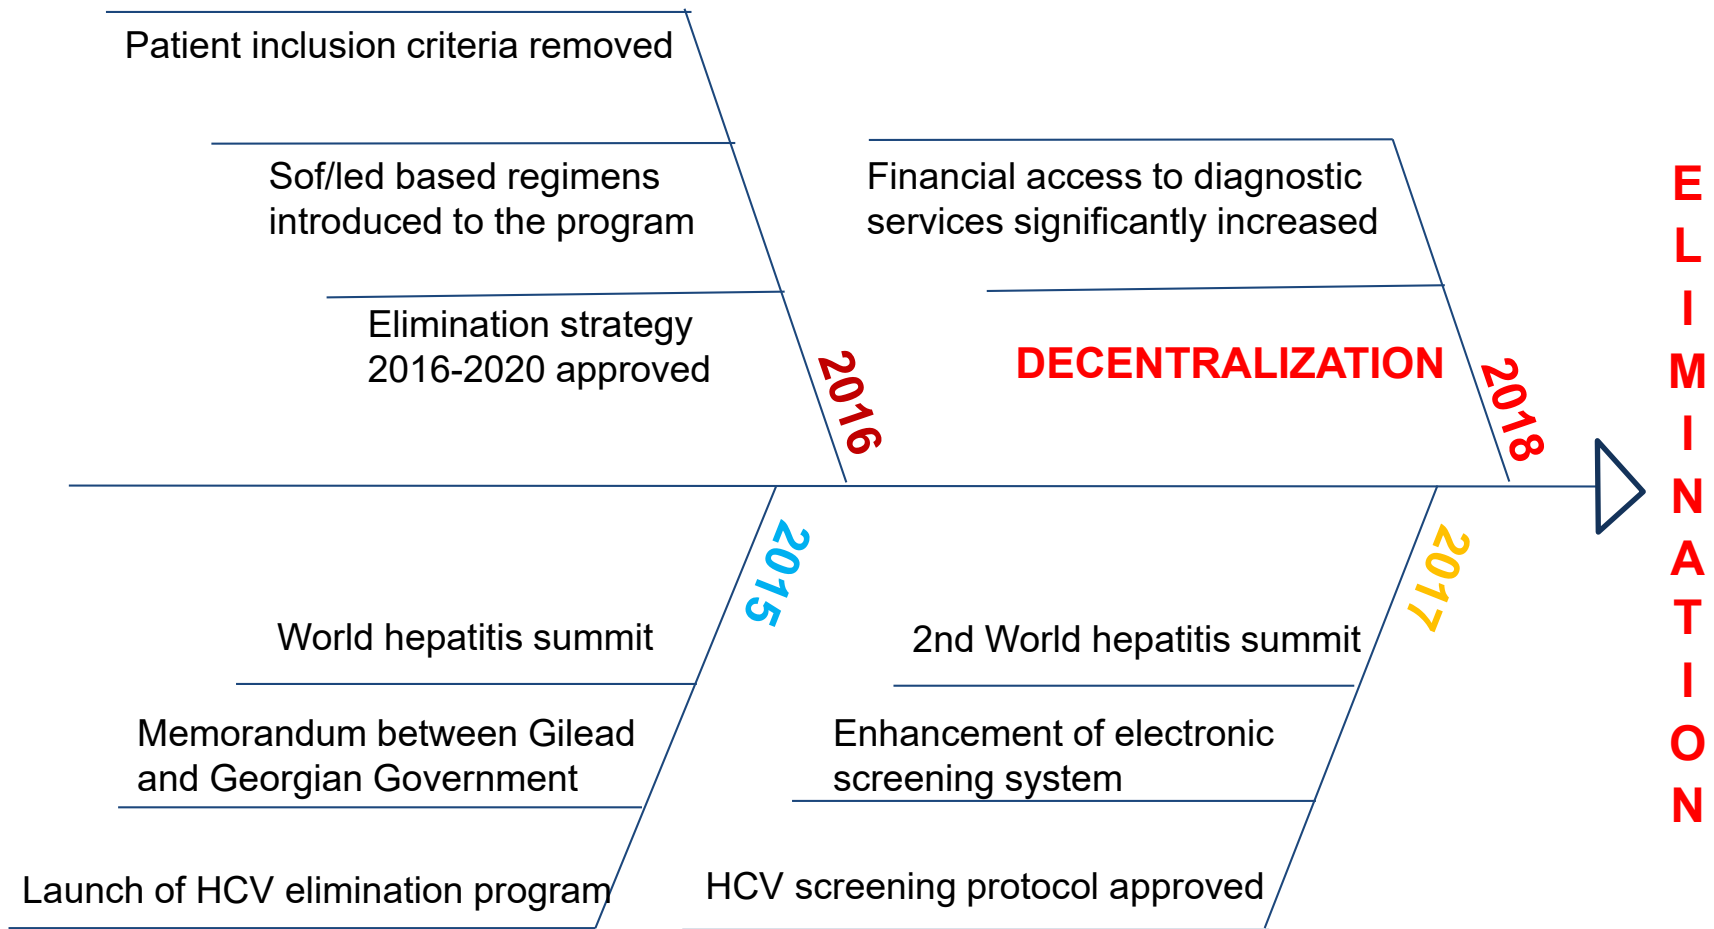 Patient inclusion criteria removed
Sof/led based regimens
introduced to the program
Elimination strategy
2016-2020 approved
2016
Financial access to diagnostic
services significantly increased
DECENTRALIZATION
2018
World hepatitis summit
2015
Memorandum between Gilead
and Georgian Government
Launch of HCV elimination program
2nd World hepatitis summit
2017
Enhancement of electronic
screening system
HCV screening protocol approved
ELIMINATION